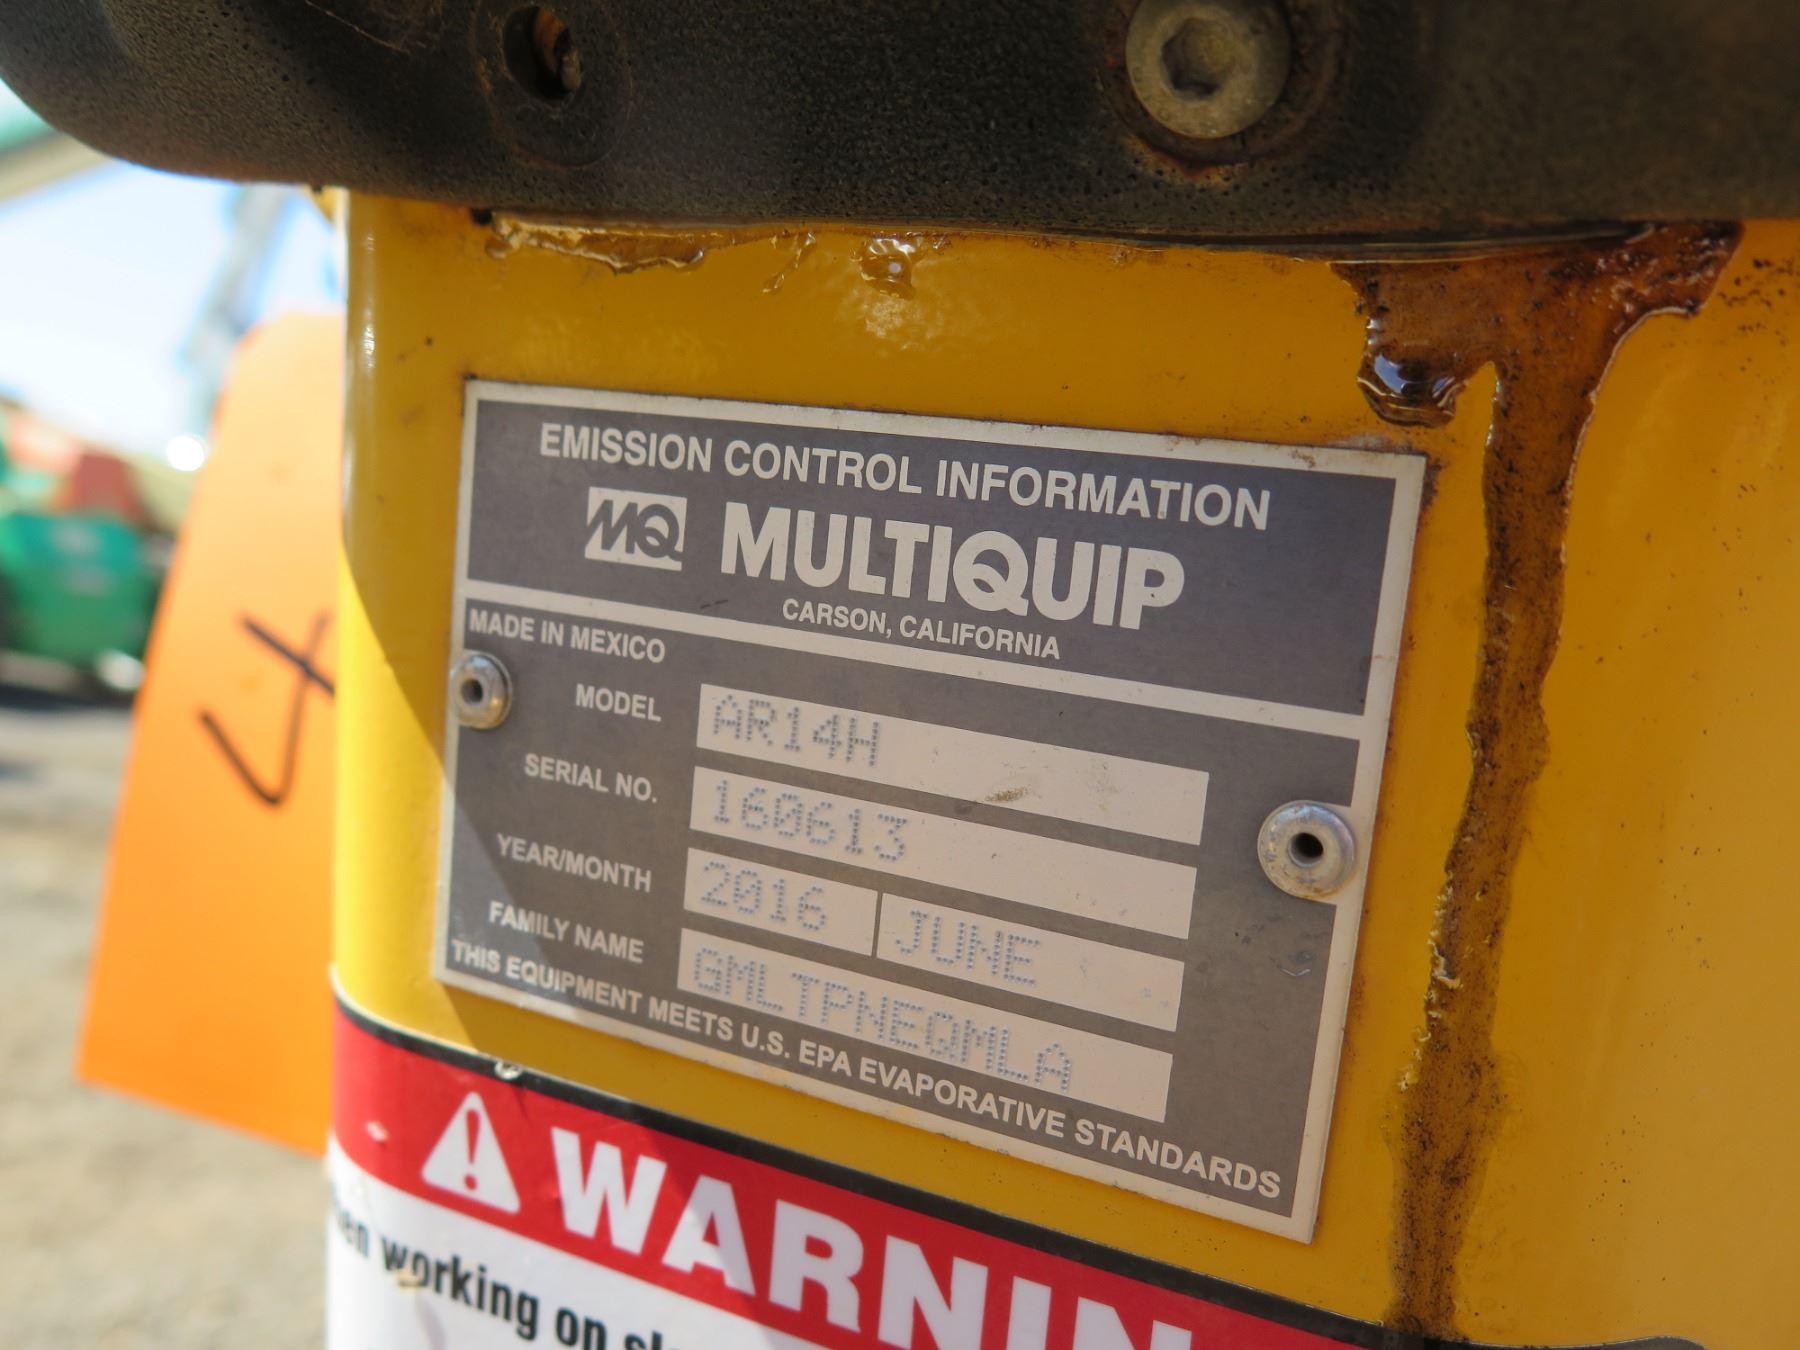 EMISSION CONTROL INFORMATION
MQ MULTIQUIP
CARSON, CALIFORNIA
MADE IN MEXICO
MODEL AR14H
SERIAL NO. 160613
YEAR/MONTH 2016 JUNE
FAMILY NAME GMLTPNEQMLA
THIS EQUIPMENT MEETS U.S. EPA EVAPORATIVE STANDARDS
WARNIN
working on